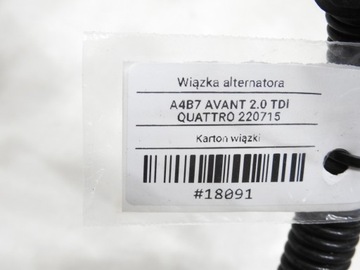 Wiązka alternatora
A4B7 AVANT 2.0 TDI
QUATTRO 220715
Karton wiązki
#18091